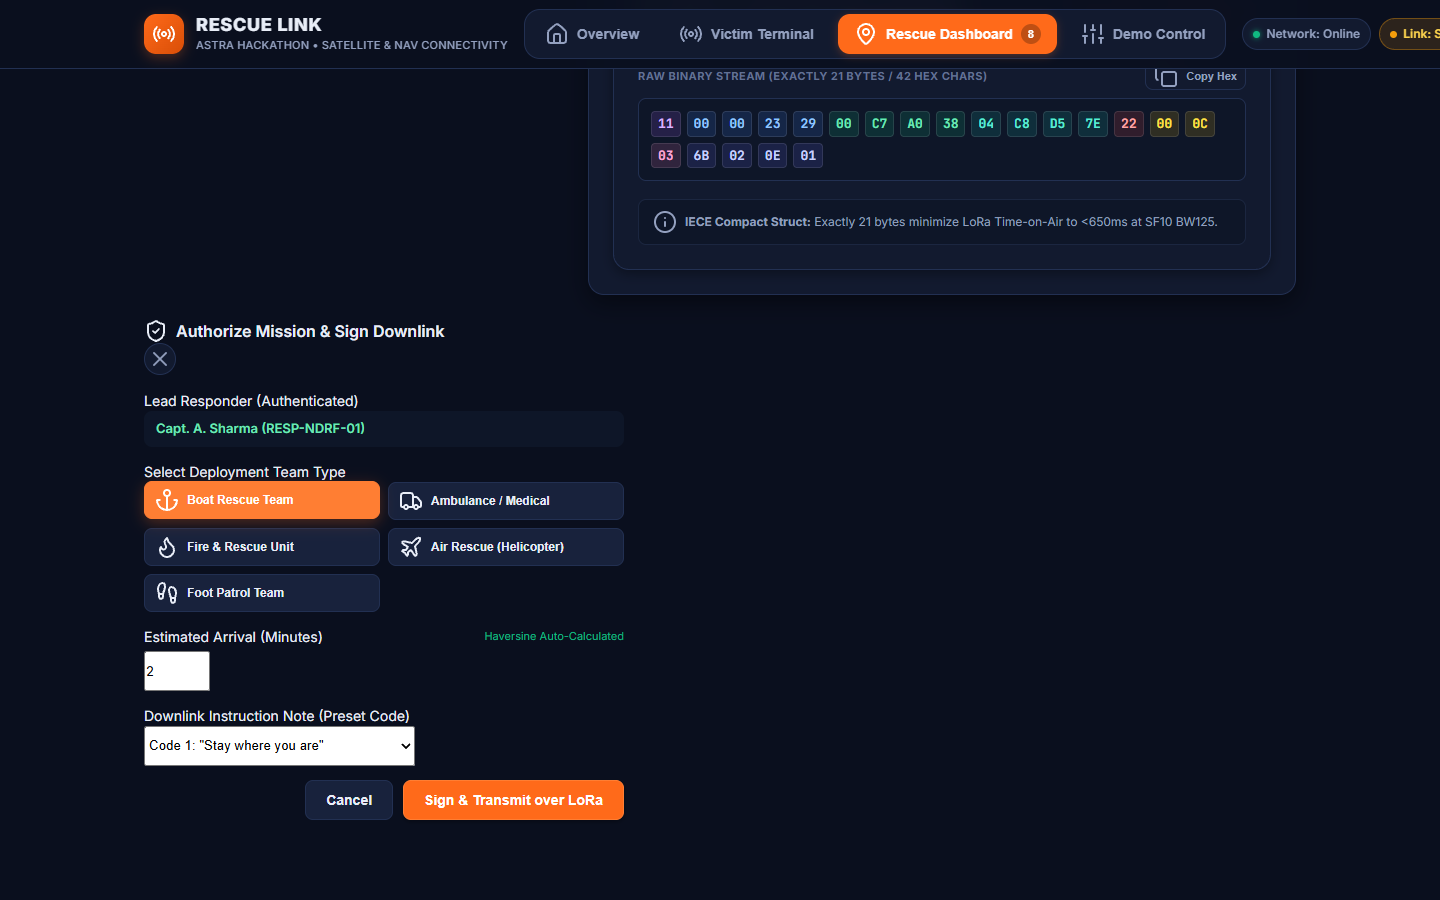 RESCUE LINK
ASTRA HACKATHON • SATELLITE & NAV CONNECTIVITY
Overview
Victim Terminal
Rescue Dashboard 8
Demo Control
Network: Online
Link: S
RAW BINARY STREAM (EXACTLY 21 BYTES / 42 HEX CHARS)
Copy Hex
11 00 00 23 29 00 C7 A0 38 04 C8 D5 7E 22 00 0C
03 6B 02 0E 01
IECE Compact Struct: Exactly 21 bytes minimize LoRa Time-on-Air to <650ms at SF10 BW125.
Authorize Mission & Sign Downlink
Lead Responder (Authenticated)
Capt. A. Sharma (RESP-NDRF-01)
Select Deployment Team Type
Boat Rescue Team
Ambulance / Medical
Fire & Rescue Unit
Air Rescue (Helicopter)
Foot Patrol Team
Estimated Arrival (Minutes)
Haversine Auto-Calculated
2
Downlink Instruction Note (Preset Code)
Code 1: "Stay where you are"
Cancel
Sign & Transmit over LoRa